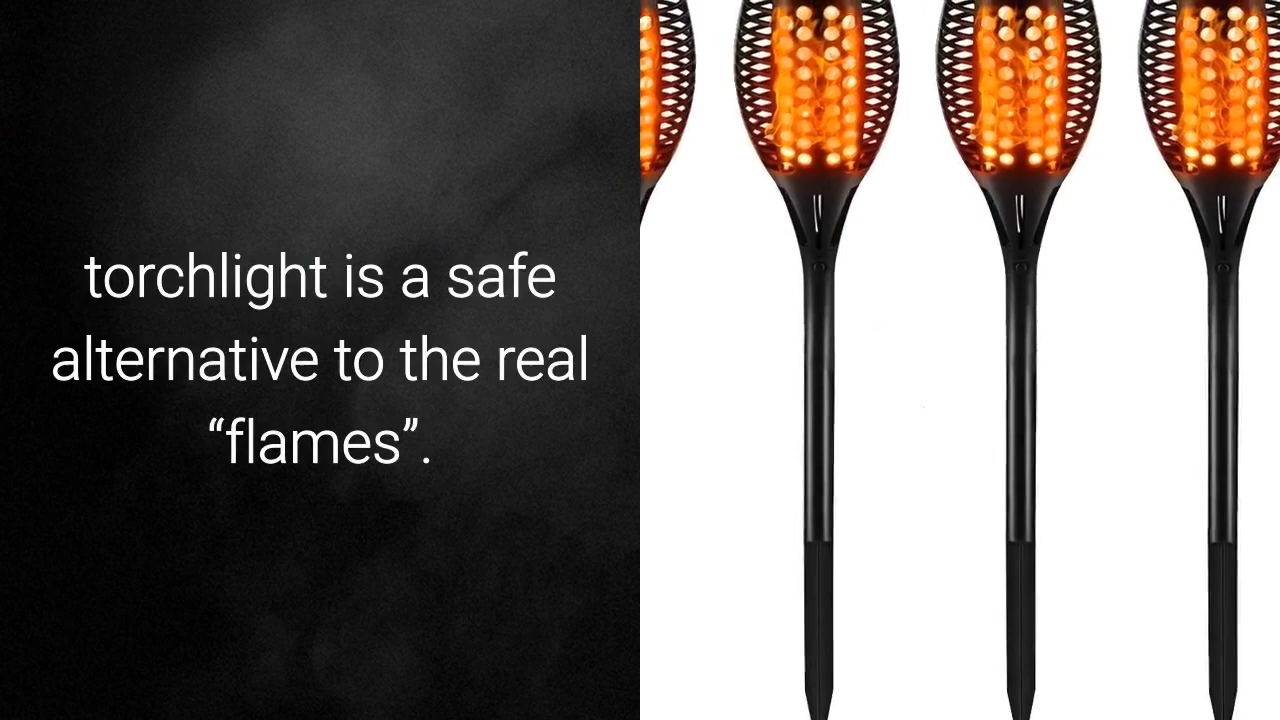 torchlight is a safe
alternative to the real
“flames”.